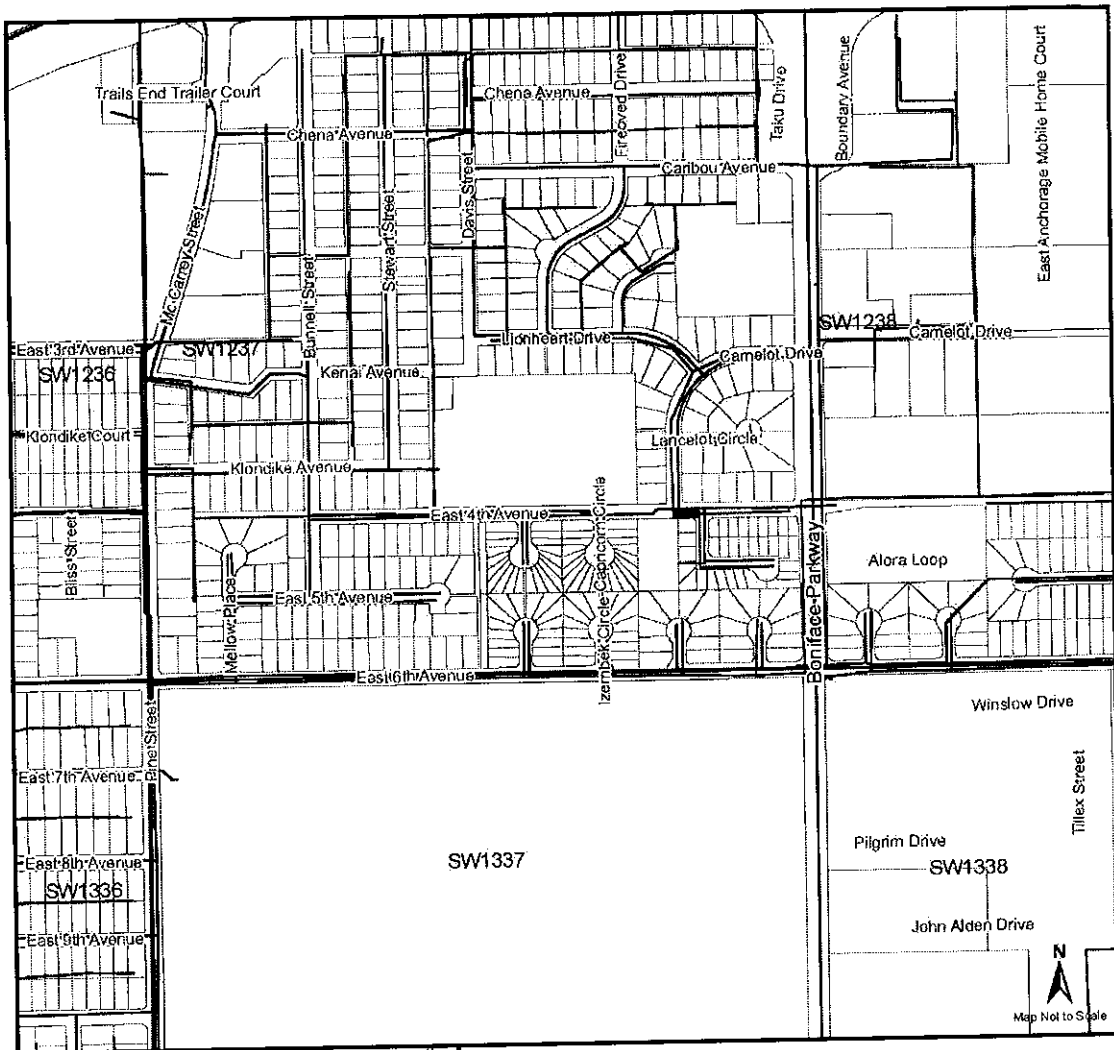 Trails End Trailer Court
Chena Avenue
Chena Avenue
Fireoved Drive
Taku Drive
Boundary Avenue
East Anchorage Mobile Home Court
Mc Carrey Street
Bunnell Street
Stewart Street
Davis Street
Caribou Avenue
East 3rd Avenue
SW1237
SW1236
Kenai Avenue
Lionheart Drive
Camelot Drive
SW1238
Camelot Drive
Klondike Court
Klondike Avenue
Lancelot Circle
Bliss Street
East 4th Avenue
Capricorn Circle
Izembek Circle
Boniface Parkway
Alora Loop
Mellow Place
East 5th Avenue
East 6th Avenue
Winslow Drive
Pine Street
East 7th Avenue
Tillex Street
East 8th Avenue
SW1336
SW1337
Pilgrim Drive
SW1338
East 9th Avenue
John Alden Drive
N
Map Not to Scale